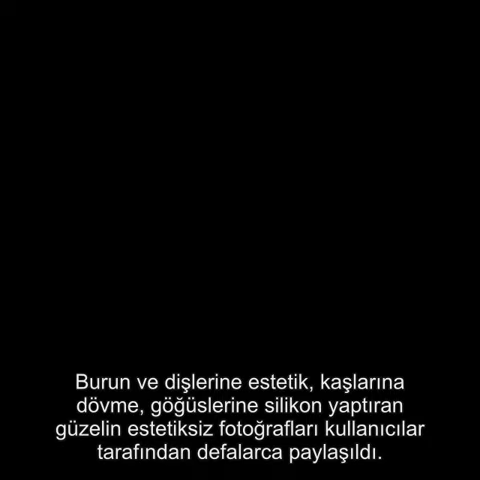 Burun ve dişlerine estetik, kaşlarına
dövme, göğüslerine silikon yaptıran
güzelin estetiksiz fotoğrafları kullanıcılar
tarafından defalarca paylaşıldı.